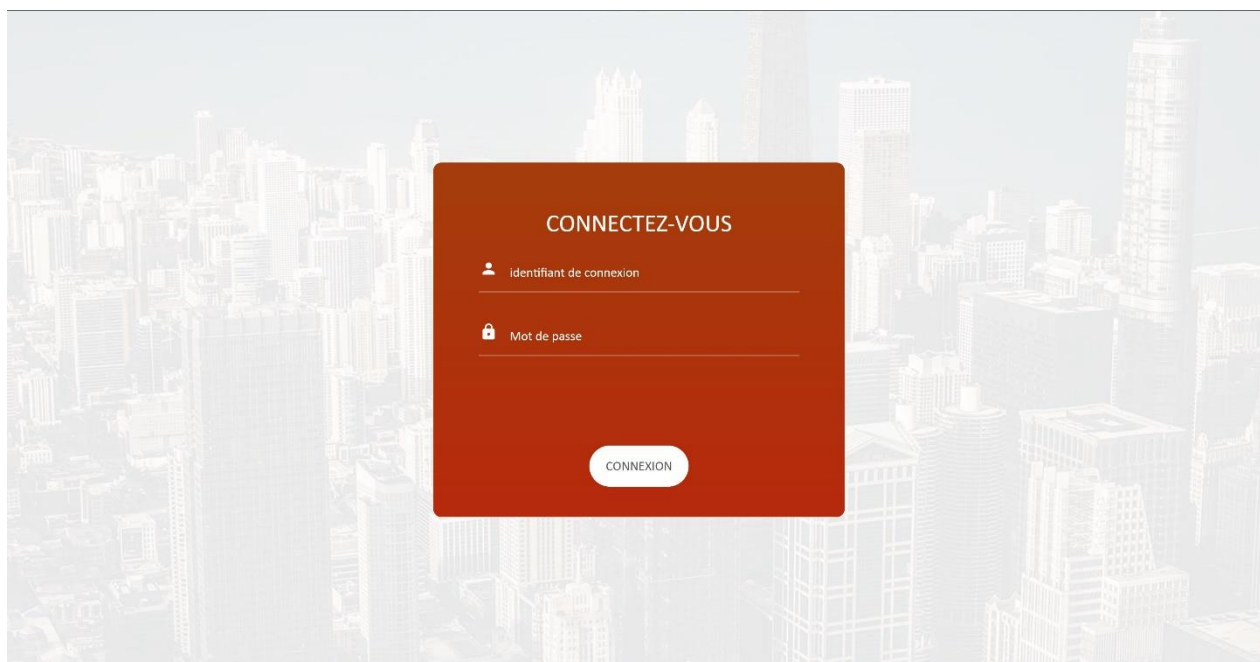 CONNECTEZ-VOUS
identifiant de connexion
Mot de passe
CONNEXION